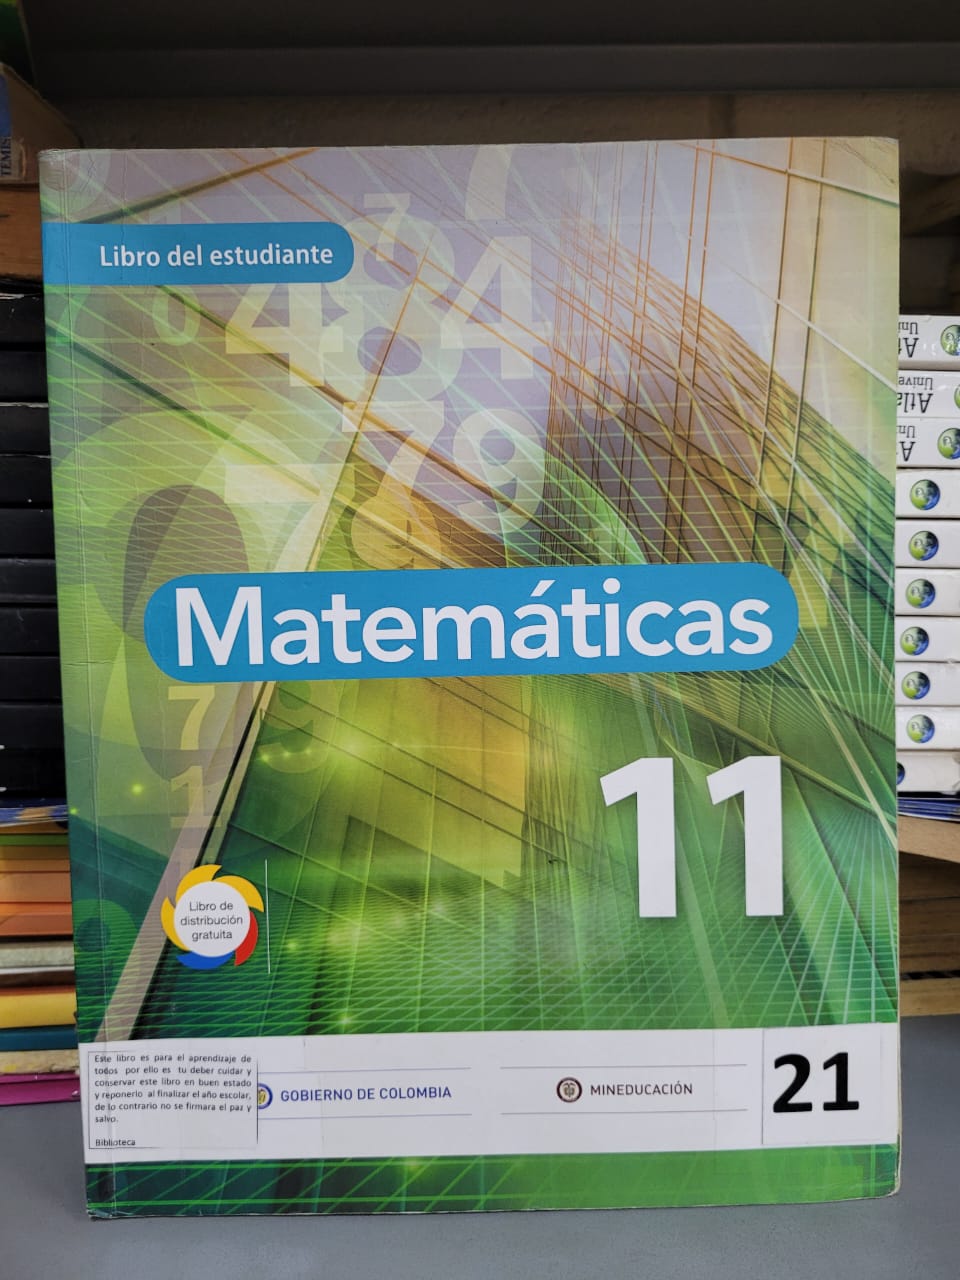 TEMIS
Libro del estudiante
Matemáticas
11
Libro de
distribución
gratuita
Este libro es para el aprendizaje de
todos por ello es tu deber cuidar y
conservar este libro en buen estado
y reponerlo al finalizar el año escolar,
de lo contrario no se firmara el paz y
salvo.
Biblioteca
GOBIERNO DE COLOMBIA
MINEDUCACIÓN
21